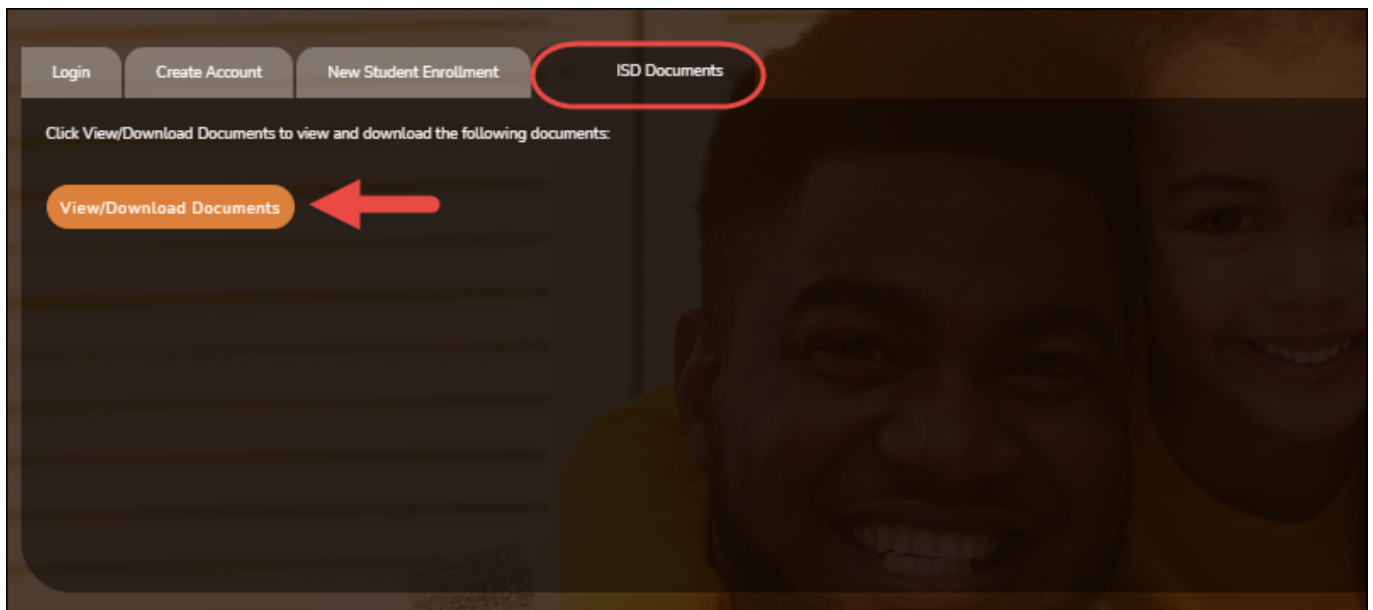 Login
Create Account
New Student Enrollment
ISD Documents
Click View/Download Documents to view and download the following documents:
View/Download Documents